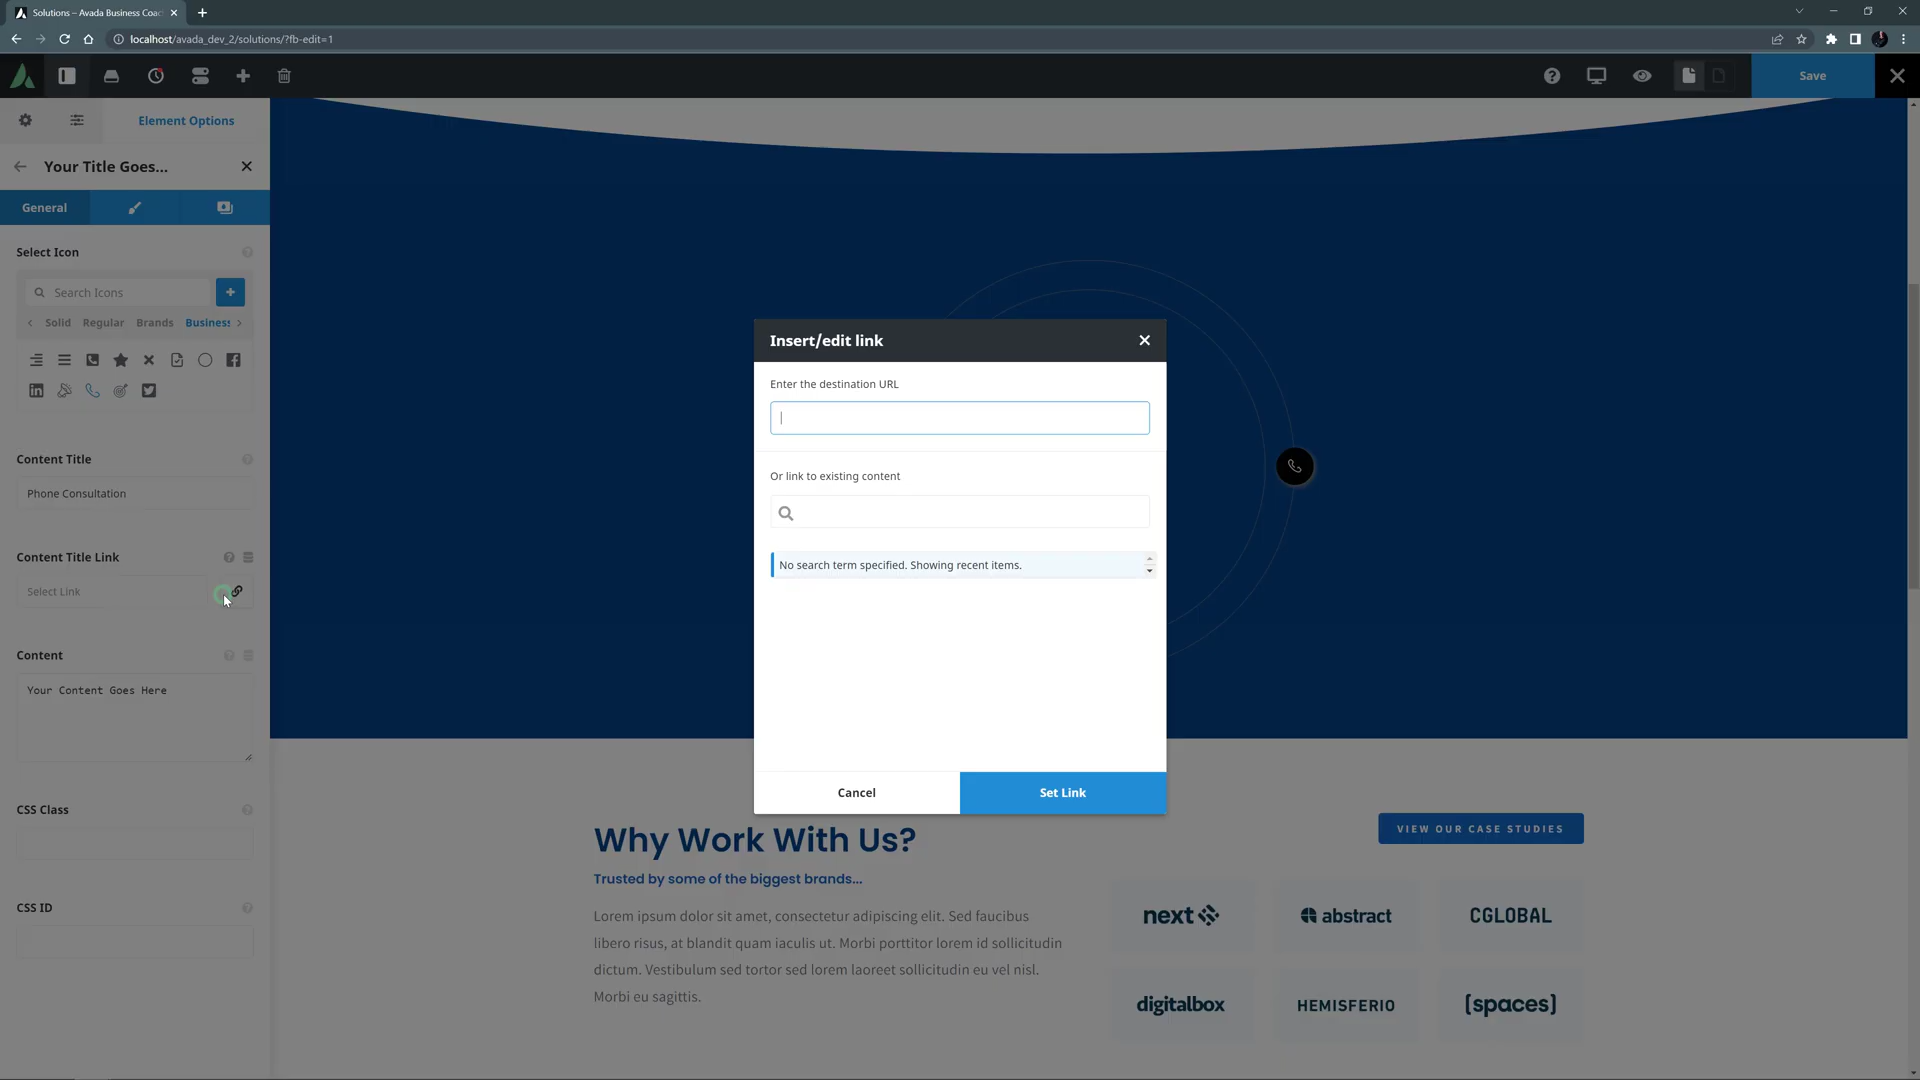 Solutions – Avada Business Coac
localhost/avada_dev_2/solutions/?fb-edit=1
Save
Element Options
Your Title Goes...
General
Select Icon
Search Icons
Solid Regular Brands Business
Content Title
Phone Consultation
Content Title Link
Select Link
Content
Your Content Goes Here
CSS Class
CSS ID
Insert/edit link
Enter the destination URL
Or link to existing content
No search term specified. Showing recent items.
Cancel
Set Link
Why Work With Us?
VIEW OUR CASE STUDIES
Trusted by some of the biggest brands...
Lorem ipsum dolor sit amet, consectetur adipiscing elit. Sed faucibus
libero risus, at blandit quam iaculis ut. Morbi porttitor lorem id sollicitudin
dictum. Vestibulum sed tortor sed lorem laoreet sollicitudin eu vel nisl.
Morbi eu sagittis.
next
abstract
CGLOBAL
digitalbox
HEMISFERIO
[spaces]